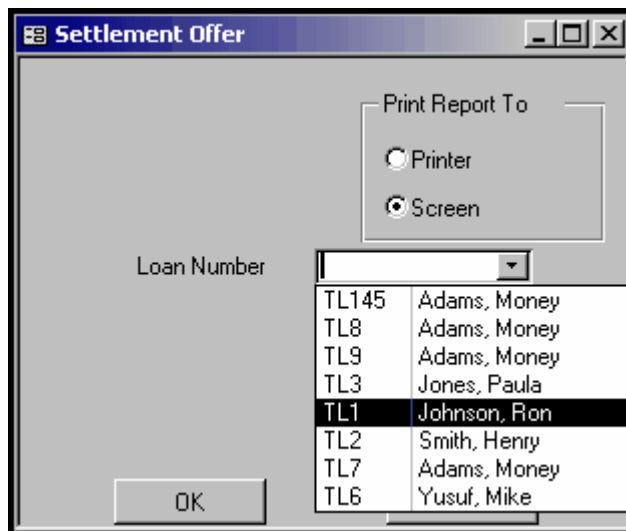 Settlement Offer
Print Report To
Printer
Screen
Loan Number
TL145 Adams, Money
TL8 Adams, Money
TL9 Adams, Money
TL3 Jones, Paula
TL1 Johnson, Ron
TL2 Smith, Henry
TL7 Adams, Money
TL6 Yusuf, Mike
OK